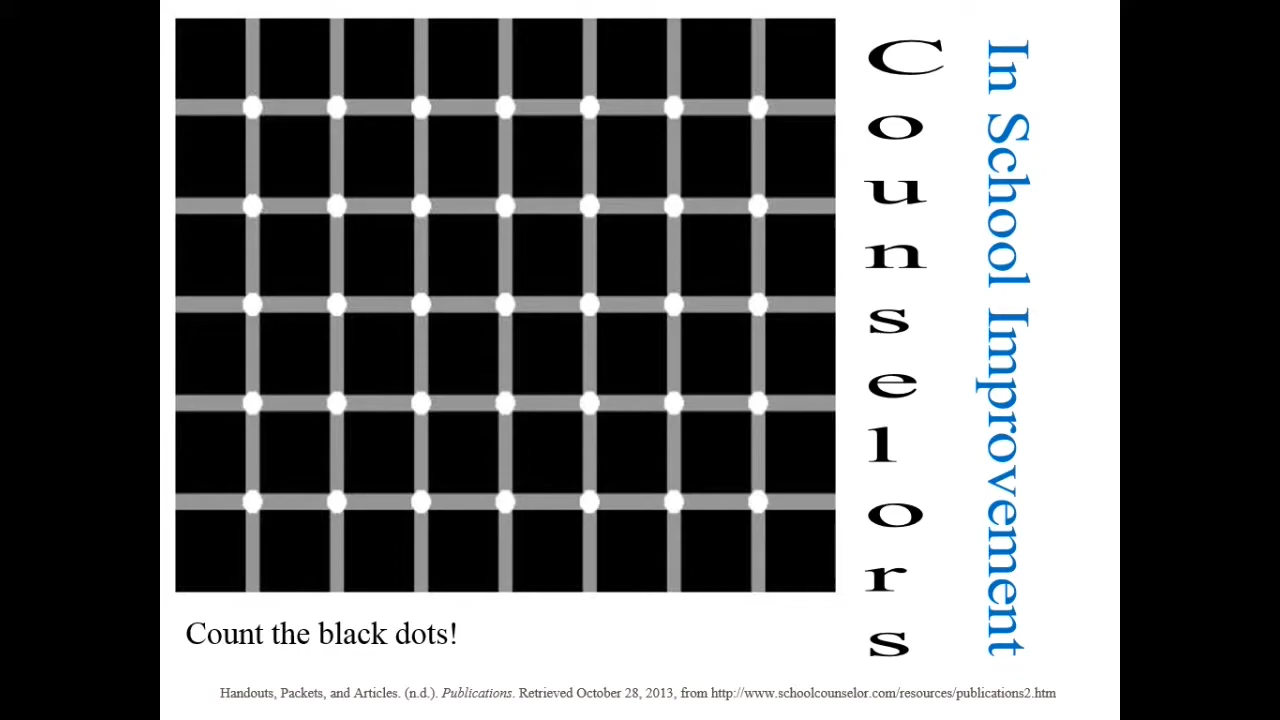 Counselors
In School Improvement
Count the black dots!
Handouts, Packets, and Articles. (n.d.). Publications. Retrieved October 28, 2013, from http://www.schoolcounselor.com/resources/publications2.htm